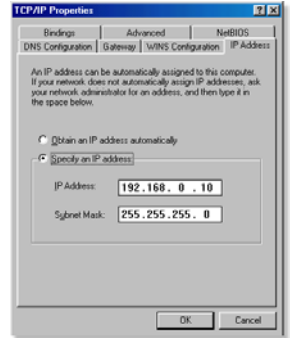 TCP/IP Properties
Bindings Advanced NetBIOS
DNS Configuration Gateway WINS Configuration IP Address
An IP address can be automatically assigned to this computer.
If your network does not automatically assign IP addresses, ask
your network administrator for an address, and then type it in
the space below.
Obtain an IP address automatically
Specify an IP address:
IP Address: 192.168. 0 .10
Subnet Mask: 255.255.255. 0
OK Cancel